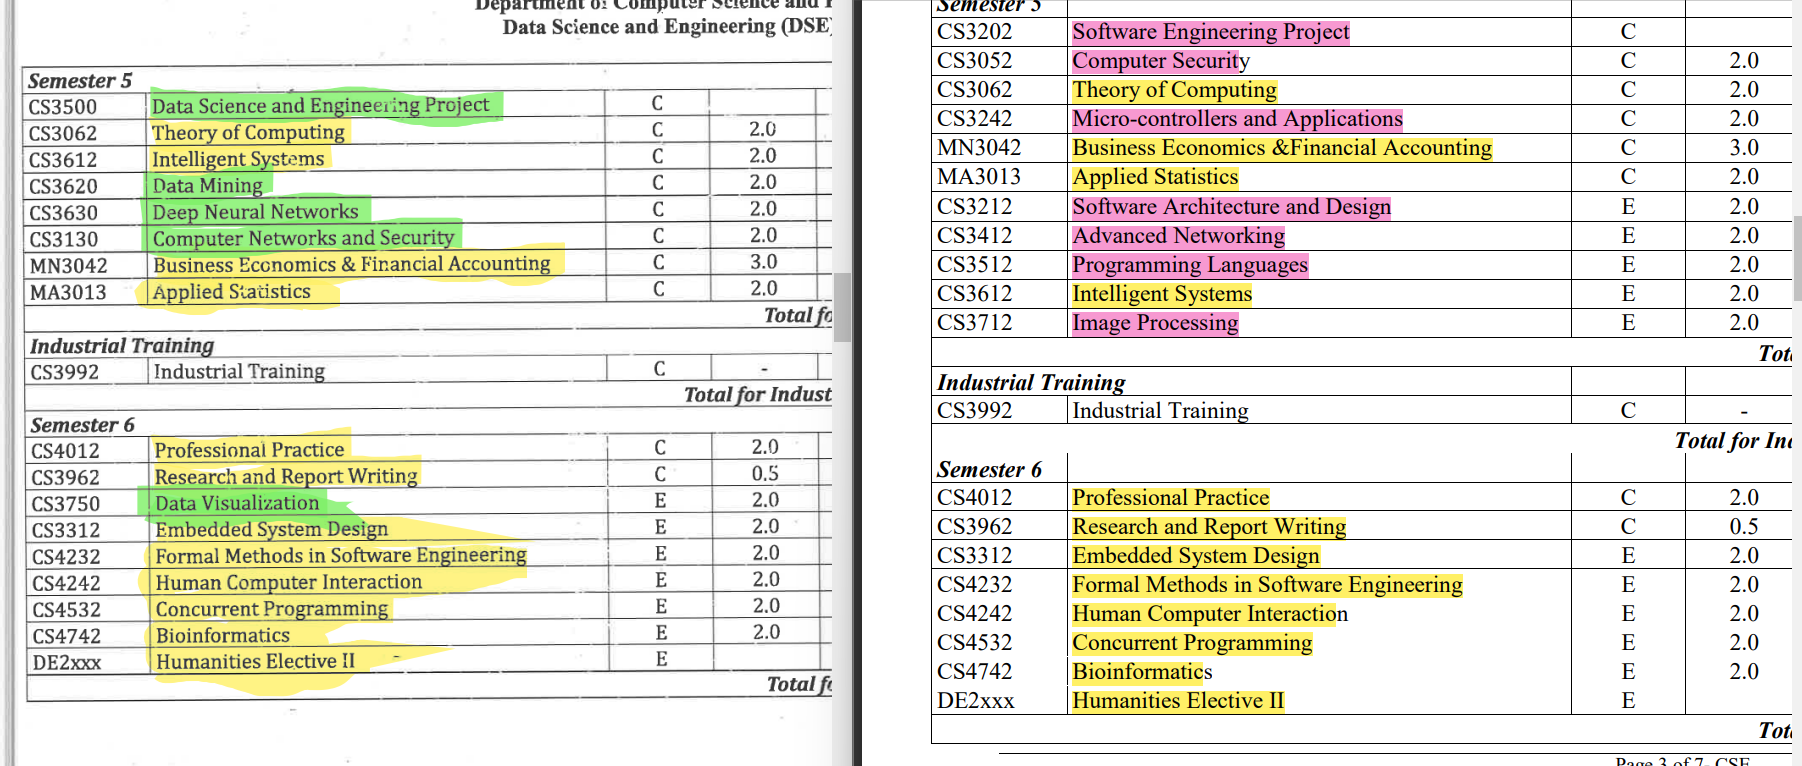 Department of Computer Science and
Data Science and Engineering (DSE)
Semester 5
CS3500 Data Science and Engineering Project C
CS3062 Theory of Computing C 2.0
CS3612 Intelligent Systems C 2.0
CS3620 Data Mining C 2.0
CS3630 Deep Neural Networks C 2.0
CS3130 Computer Networks and Security C 2.0
MN3042 Business Economics & Financial Accounting C 3.0
MA3013 Applied Statistics C 2.0
Total fo
Industrial Training
CS3992 Industrial Training C -
Total for Indust
Semester 6
CS4012 Professional Practice C 2.0
CS3962 Research and Report Writing C 0.5
CS3750 Data Visualization E 2.0
CS3312 Embedded System Design E 2.0
CS4232 Formal Methods in Software Engineering E 2.0
CS4242 Human Computer Interaction E 2.0
CS4532 Concurrent Programming E 2.0
CS4742 Bioinformatics E 2.0
DE2xxx Humanities Elective II E
Total fo
Semester 5
CS3202 Software Engineering Project C
CS3052 Computer Security C 2.0
CS3062 Theory of Computing C 2.0
CS3242 Micro-controllers and Applications C 2.0
MN3042 Business Economics &Financial Accounting C 3.0
MA3013 Applied Statistics C 2.0
CS3212 Software Architecture and Design E 2.0
CS3412 Advanced Networking E 2.0
CS3512 Programming Languages E 2.0
CS3612 Intelligent Systems E 2.0
CS3712 Image Processing E 2.0
Tot
Industrial Training
CS3992 Industrial Training C -
Total for Ind
Semester 6
CS4012 Professional Practice C 2.0
CS3962 Research and Report Writing C 0.5
CS3312 Embedded System Design E 2.0
CS4232 Formal Methods in Software Engineering E 2.0
CS4242 Human Computer Interaction E 2.0
CS4532 Concurrent Programming E 2.0
CS4742 Bioinformatics E 2.0
DE2xxx Humanities Elective II E
Tot
Page 3 of 7- CSE